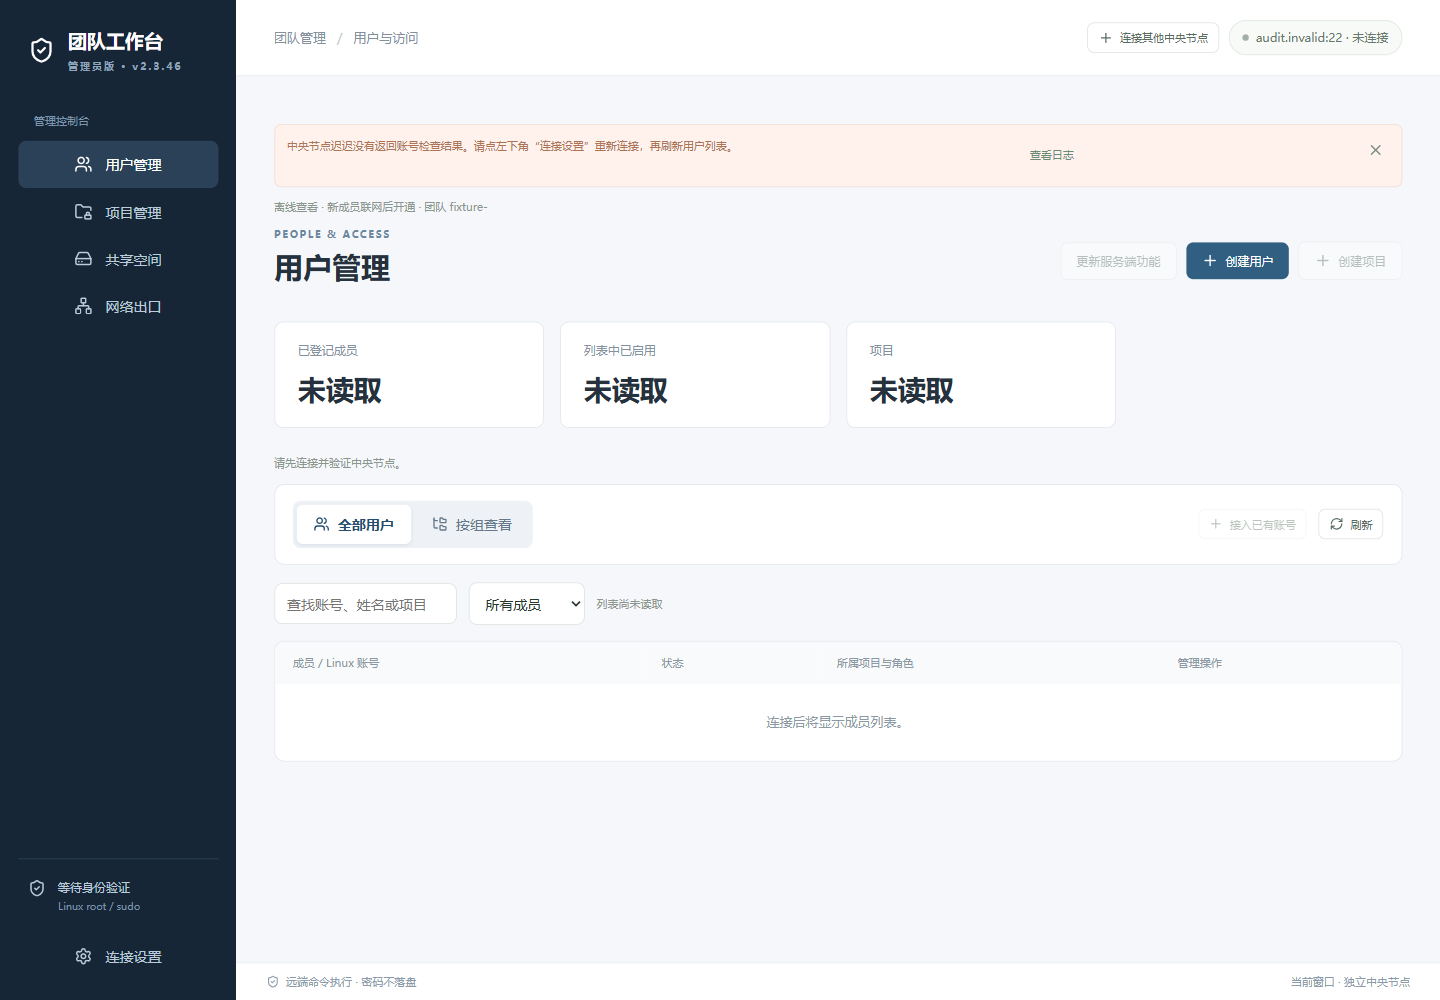 团队工作台
管理员版 • v2.3.46
管理控制台
用户管理
项目管理
共享空间
网络出口
等待身份验证
Linux root / sudo
连接设置
团队管理 / 用户与访问
连接其他中央节点
audit.invalid:22 · 未连接
中央节点迟迟没有返回账号检查结果。请点左下角“连接设置”重新连接，再刷新用户列表。
查看日志
离线查看 · 新成员联网后开通 · 团队 fixture-
PEOPLE & ACCESS
用户管理
更新服务端功能
创建用户
创建项目
已登记成员
未读取
列表中已启用
未读取
项目
未读取
请先连接并验证中央节点。
全部用户
按组查看
接入已有账号
刷新
查找账号、姓名或项目
所有成员
列表尚未读取
成员 / Linux 账号
状态
所属项目与角色
管理操作
连接后将显示成员列表。
远端命令执行 · 密码不落盘
当前窗口 · 独立中央节点